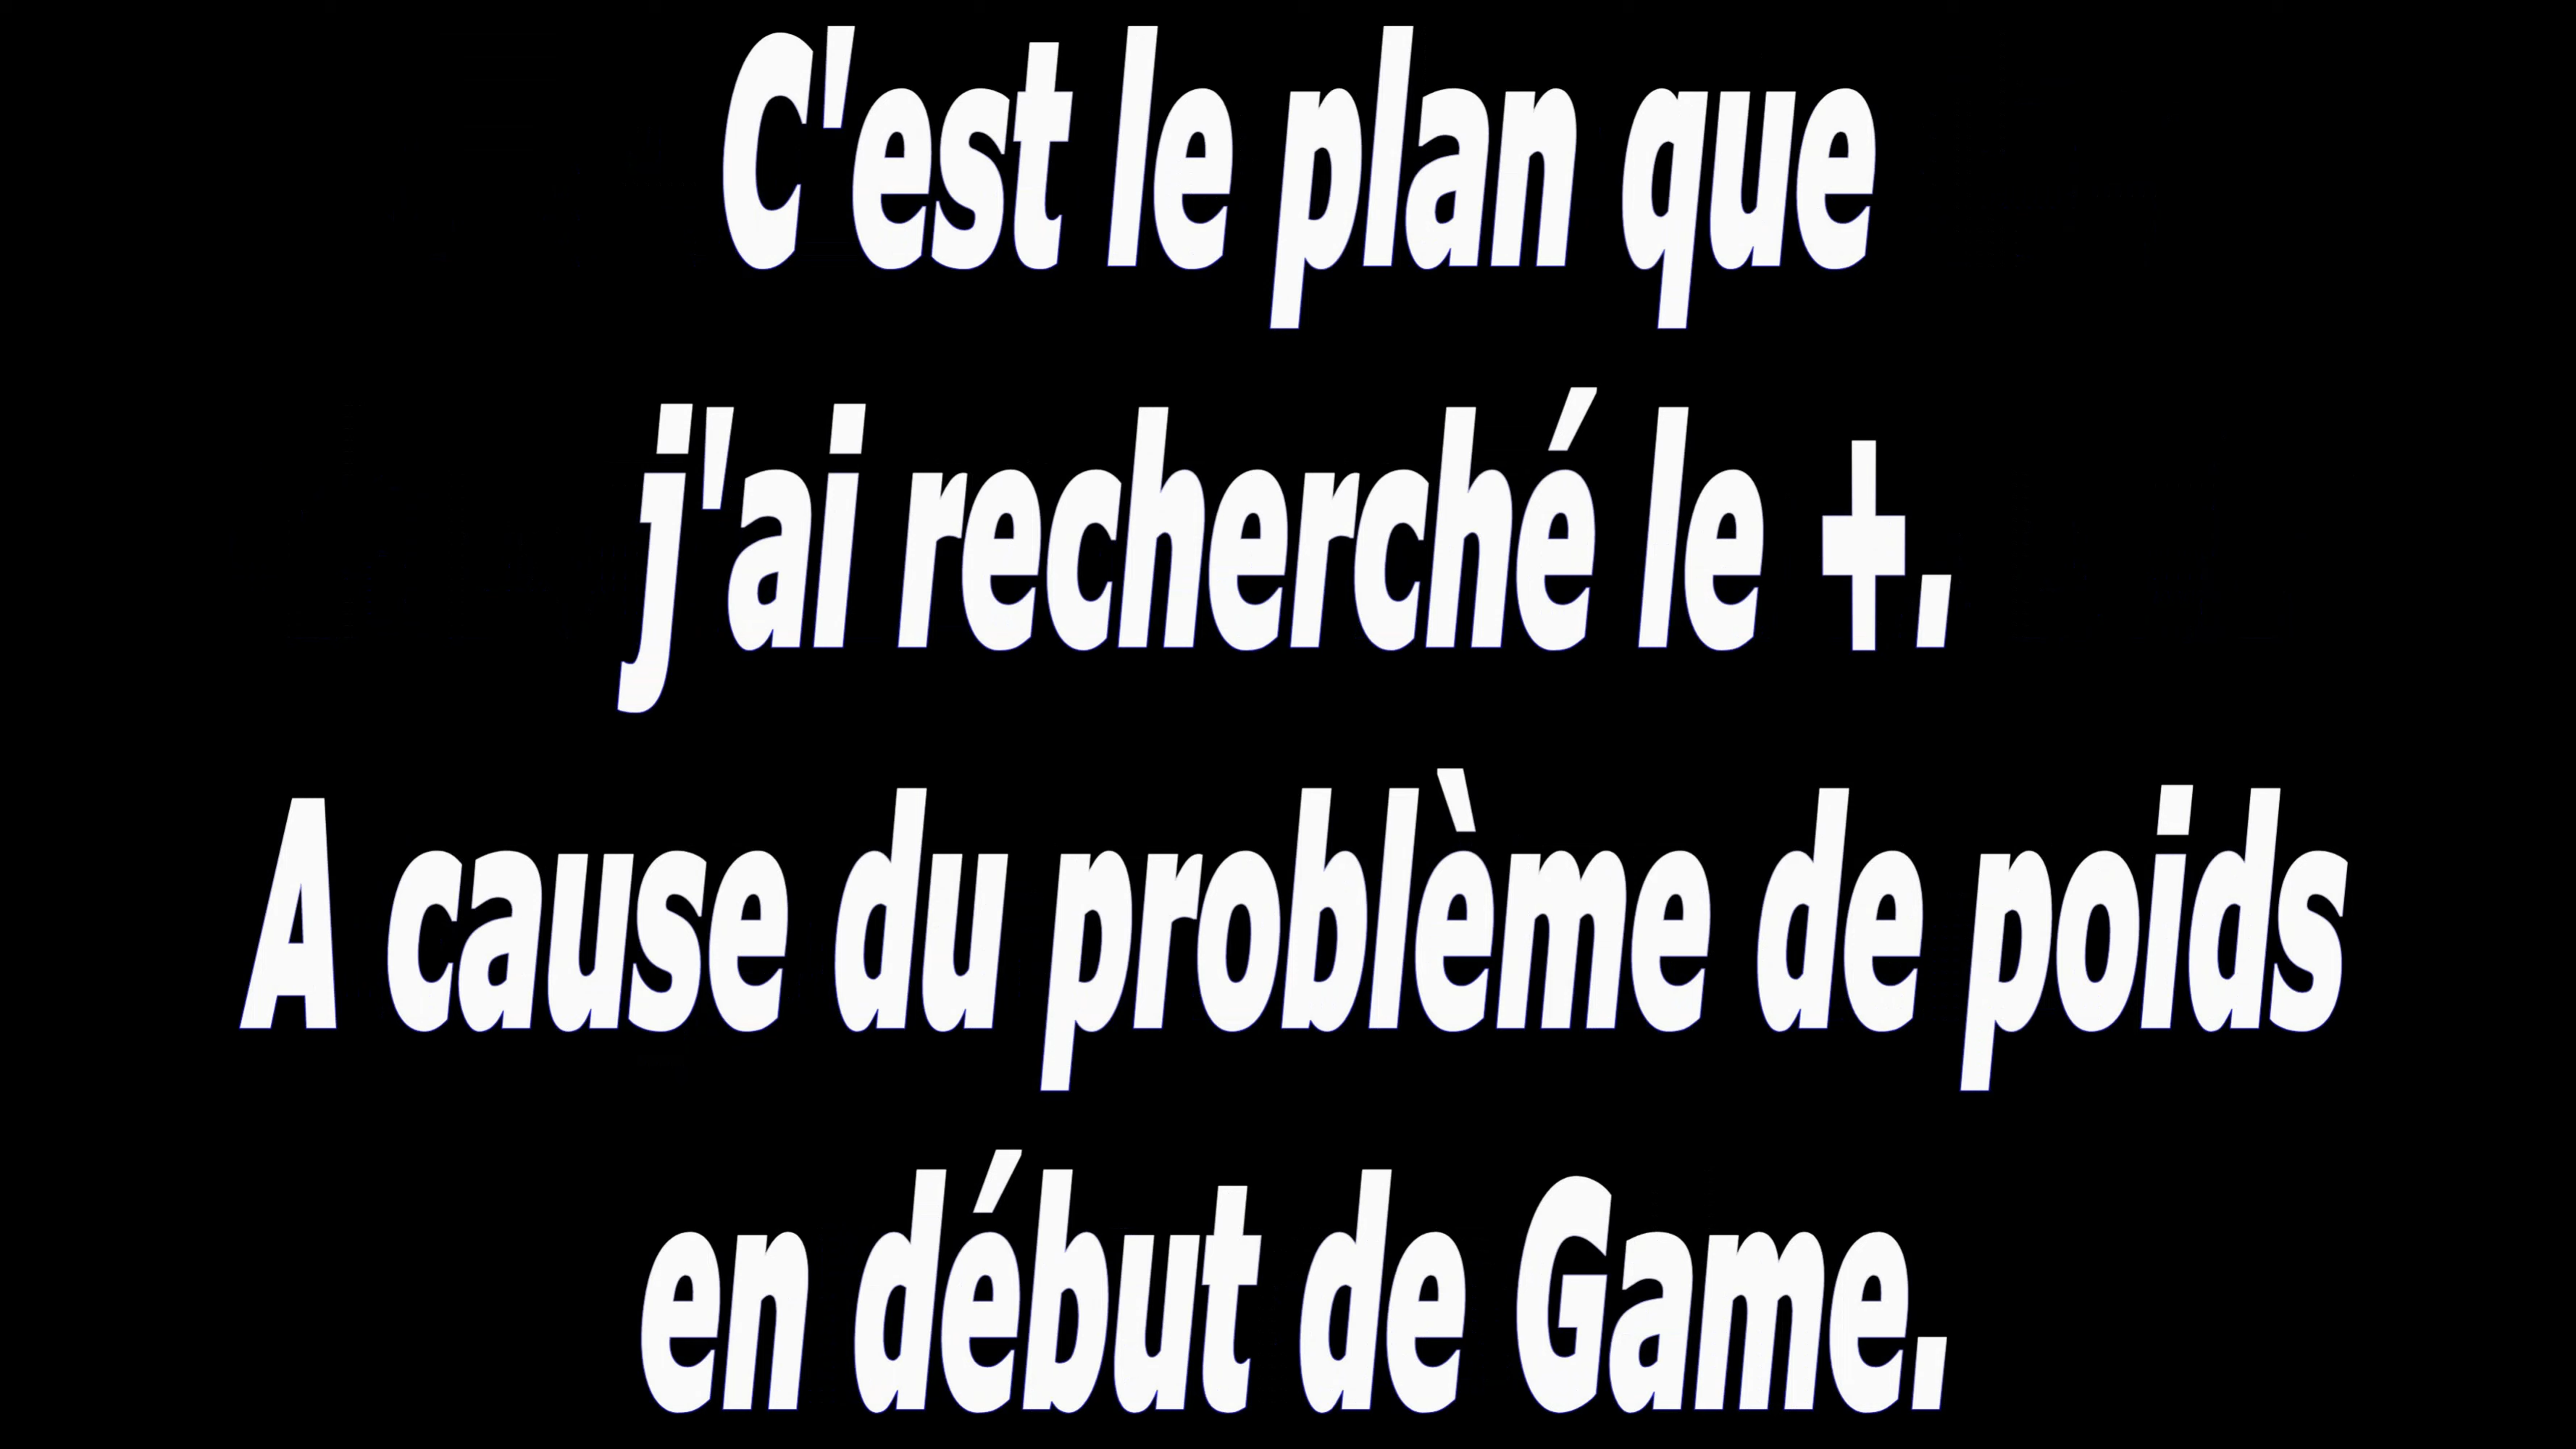 C'est le plan que
j'ai recherché le +.
A cause du problème de poids
en début de Game.